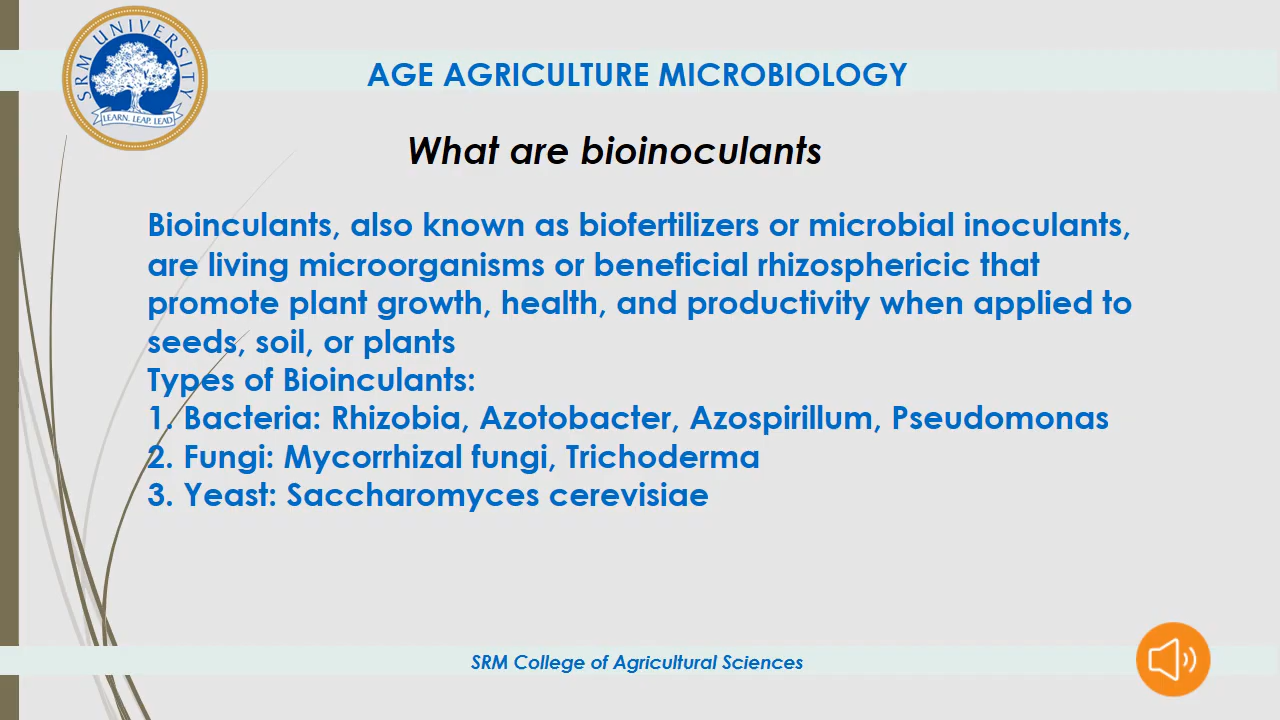 SRM UNIVERSITY
LEARN. LEAP. LEAD
AGE AGRICULTURE MICROBIOLOGY
What are bioinoculants
Bioinculants, also known as biofertilizers or microbial inoculants,
are living microorganisms or beneficial rhizosphericic that
promote plant growth, health, and productivity when applied to
seeds, soil, or plants
Types of Bioinculants:
1. Bacteria: Rhizobia, Azotobacter, Azospirillum, Pseudomonas
2. Fungi: Mycorrhizal fungi, Trichoderma
3. Yeast: Saccharomyces cerevisiae
SRM College of Agricultural Sciences